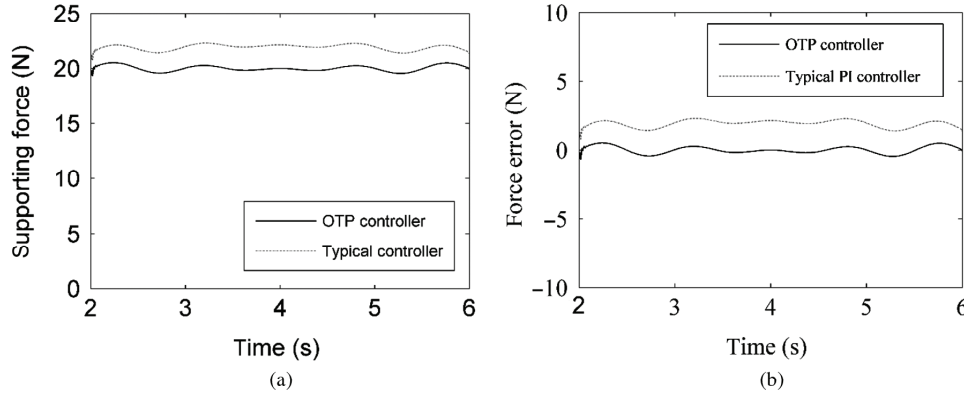 Supporting force (N)
25
20
15
10
5
0
2
3
4
5
6
Time (s)
OTP controller
Typical controller
(a)
Force error (N)
10
5
0
−5
−10
2
3
4
5
6
Time (s)
OTP controller
Typical PI controller
(b)